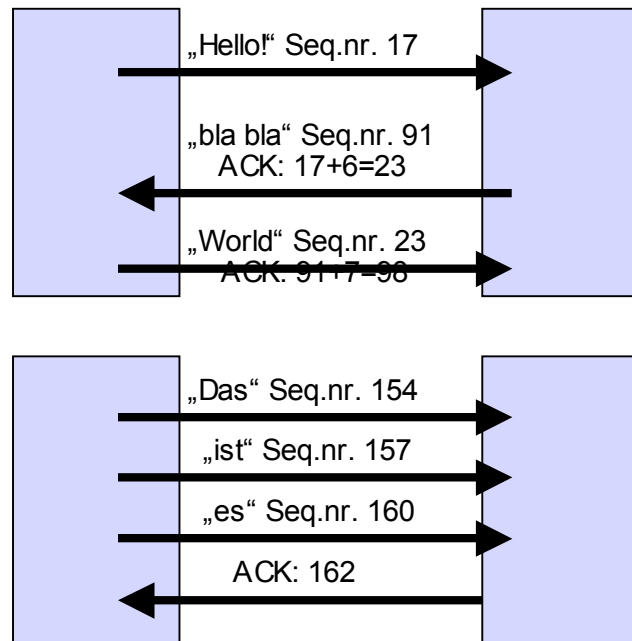 „Hello!“ Seq.nr. 17
„bla bla“ Seq.nr. 91
ACK: 17+6=23
„World“ Seq.nr. 23
ACK: 91+7=98
„Das“ Seq.nr. 154
„ist“ Seq.nr. 157
„es“ Seq.nr. 160
ACK: 162